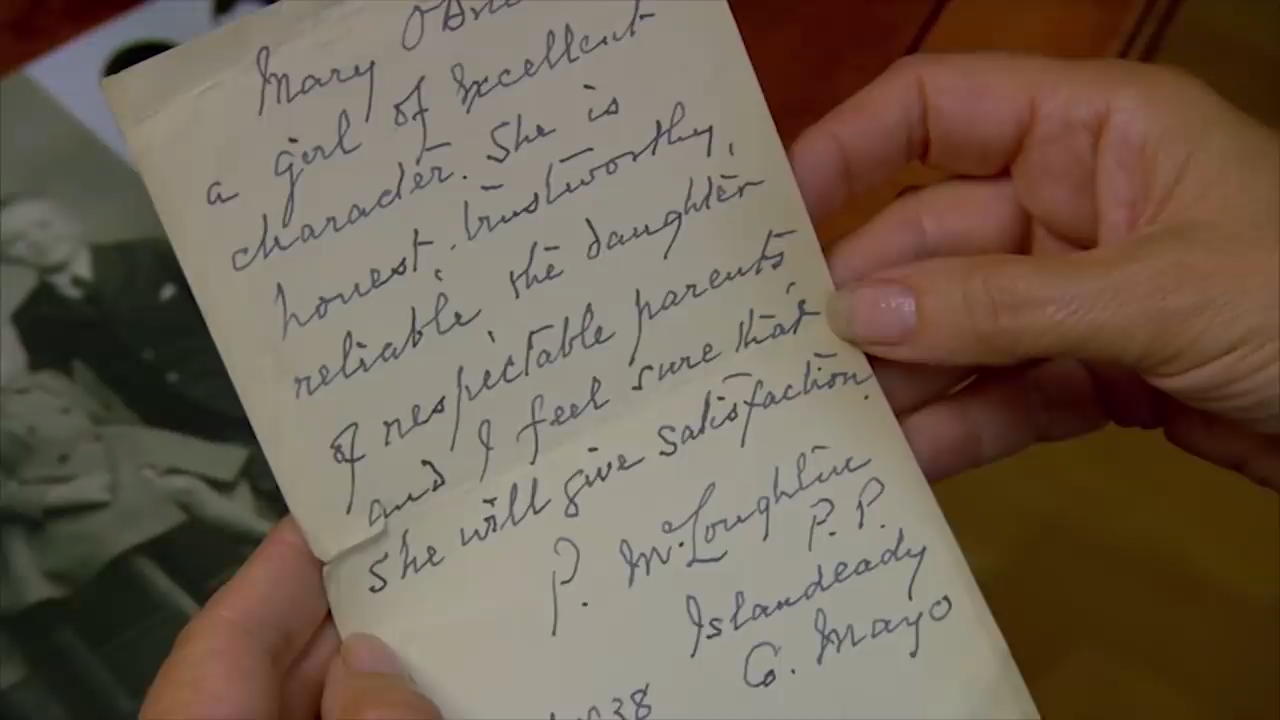 Mary
a girl of excellent
character. She is
honest, trustworthy,
reliable, the daughter
of respectable parents
and I feel sure that
she will give satisfaction.
P. McLoughlin
P. P.
Islandeady
Co. Mayo
1938